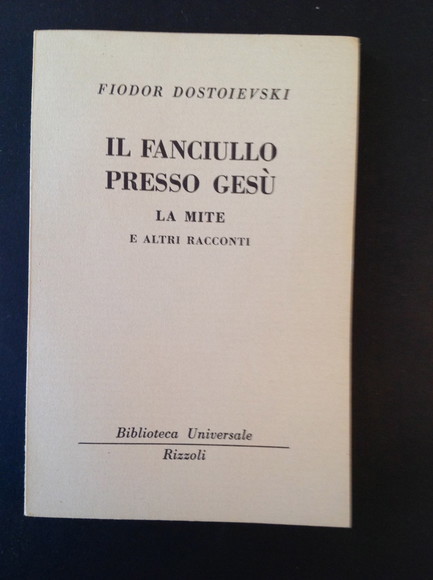 FIODOR DOSTOIEVSKI
IL FANCIULLO
PRESSO GESÙ
LA MITE
E ALTRI RACCONTI
Biblioteca Universale
Rizzoli